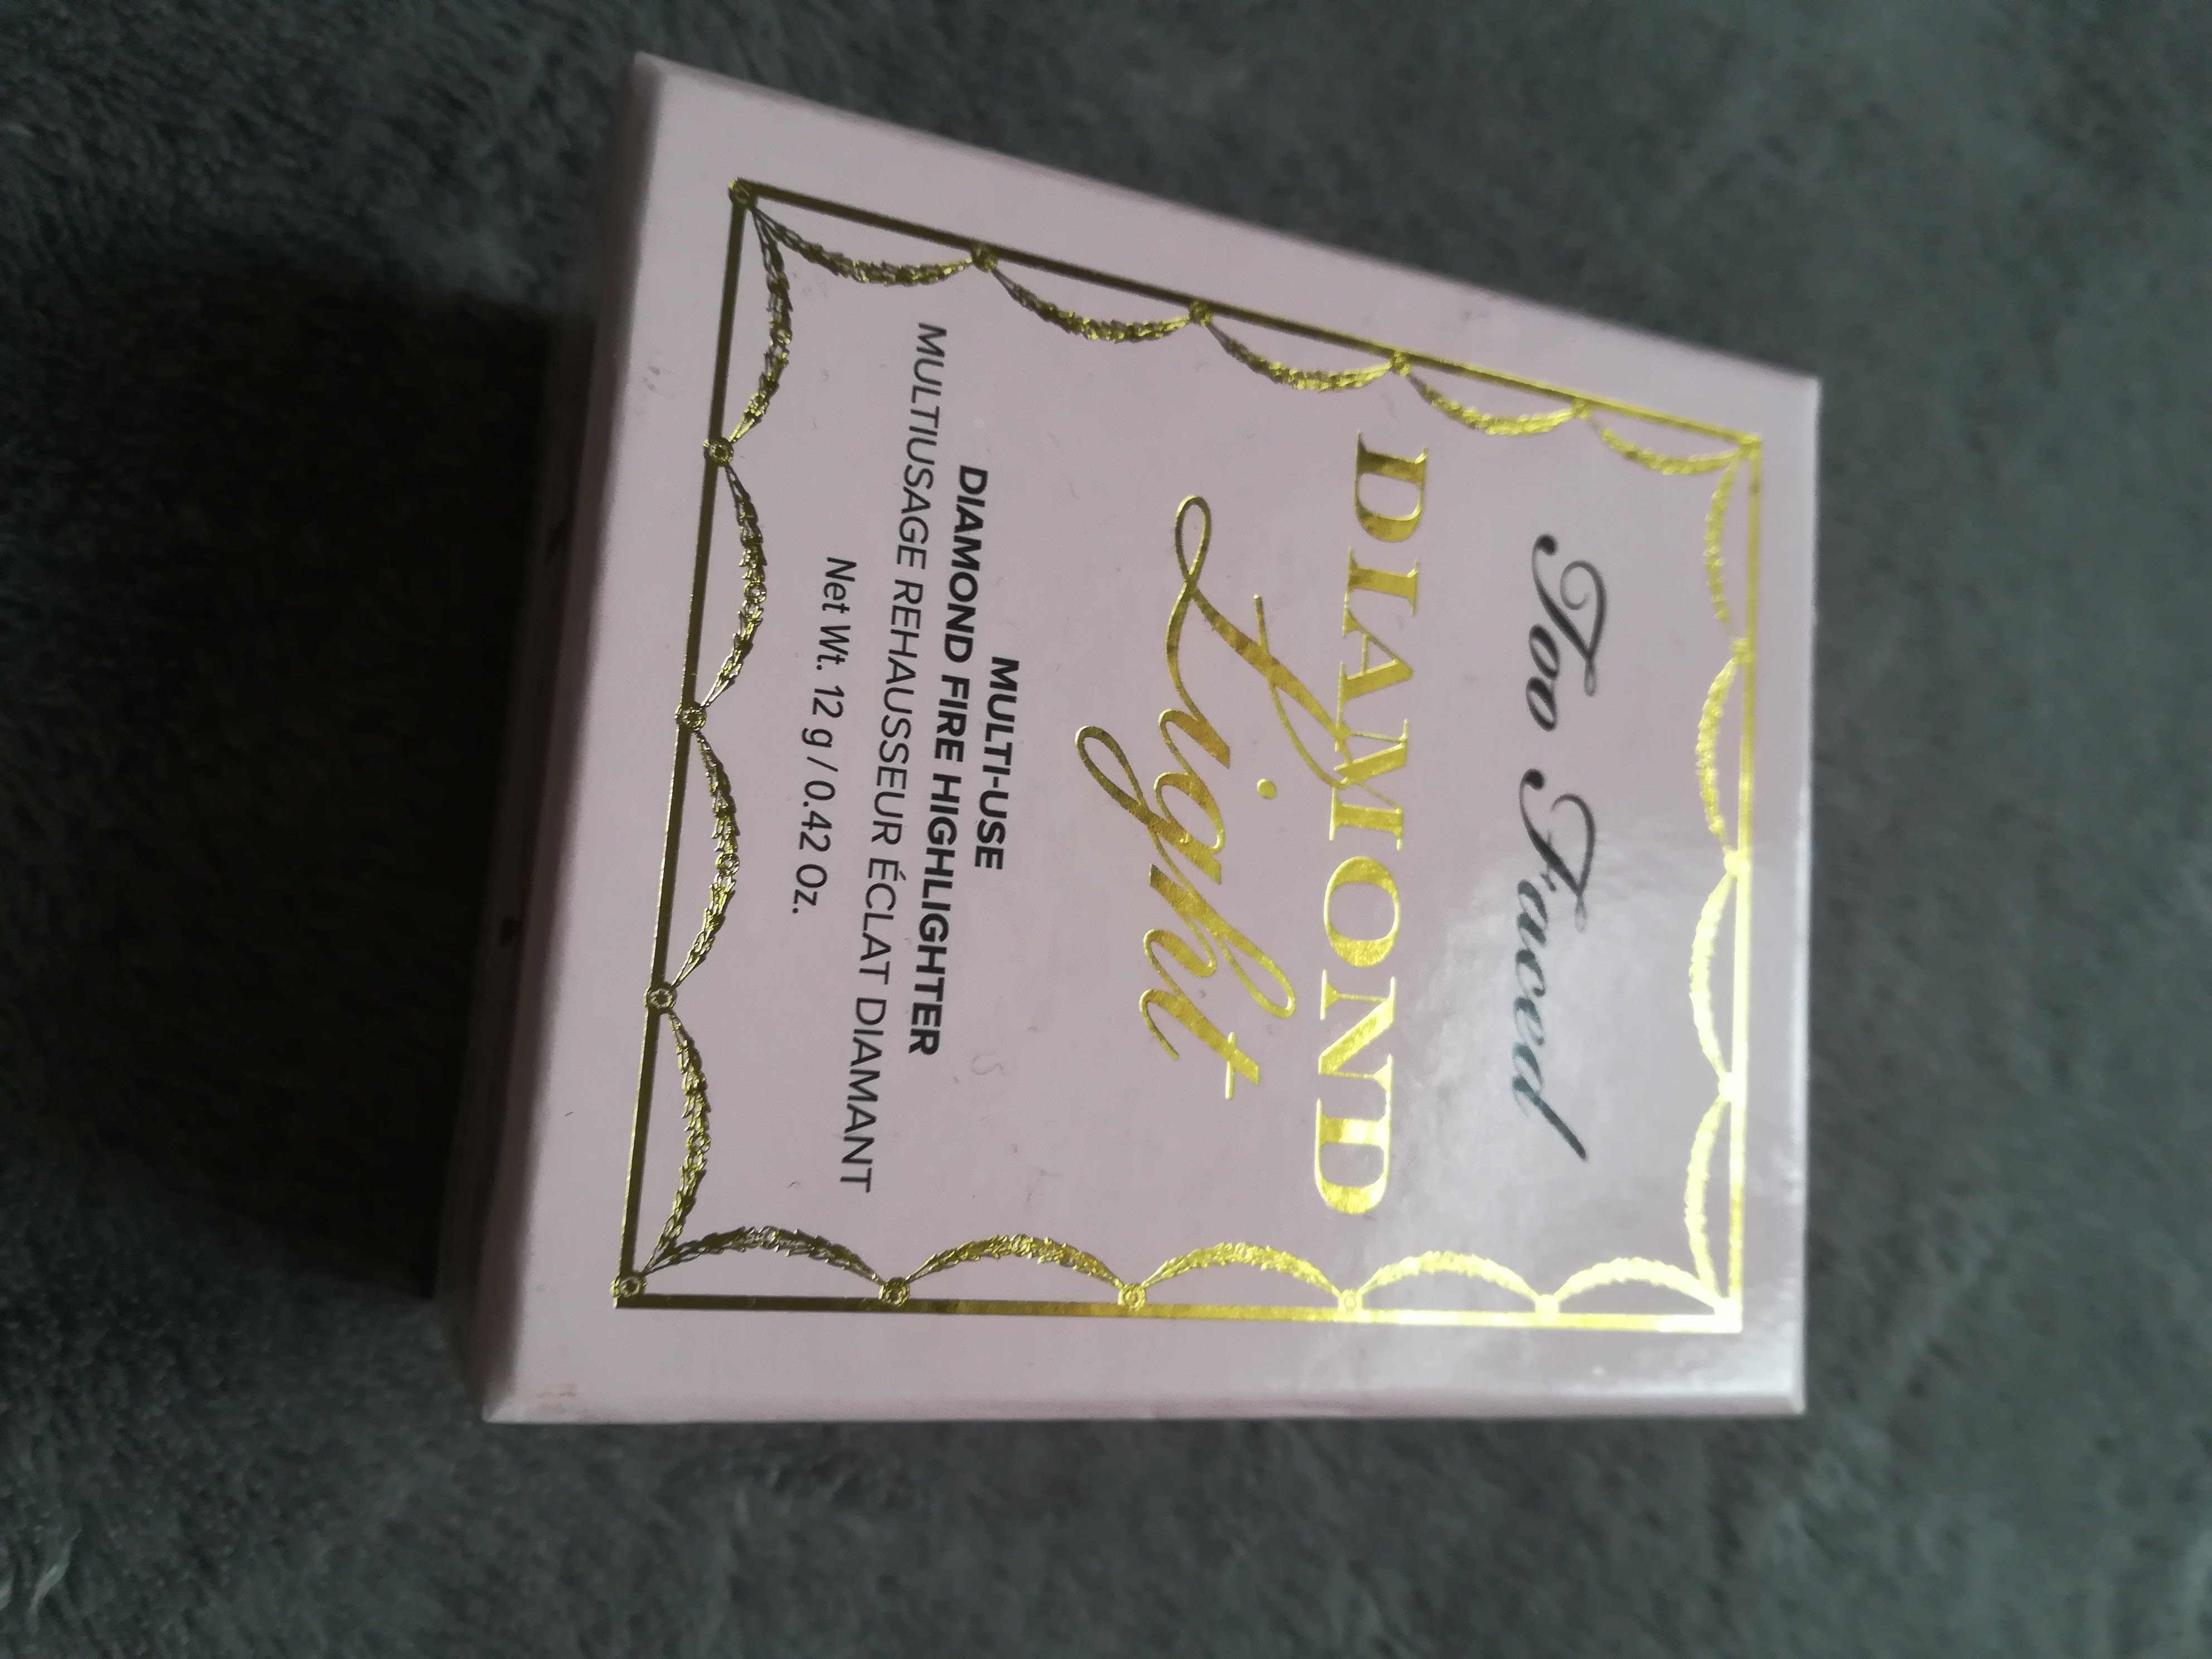 Too Faced
DIAMOND
Light
MULTI-USE
DIAMOND FIRE HIGHLIGHTER
MULTIUSAGE REHAUSSEUR ÉCLAT DIAMANT
Net Wt. 12 g / 0.42 Oz.